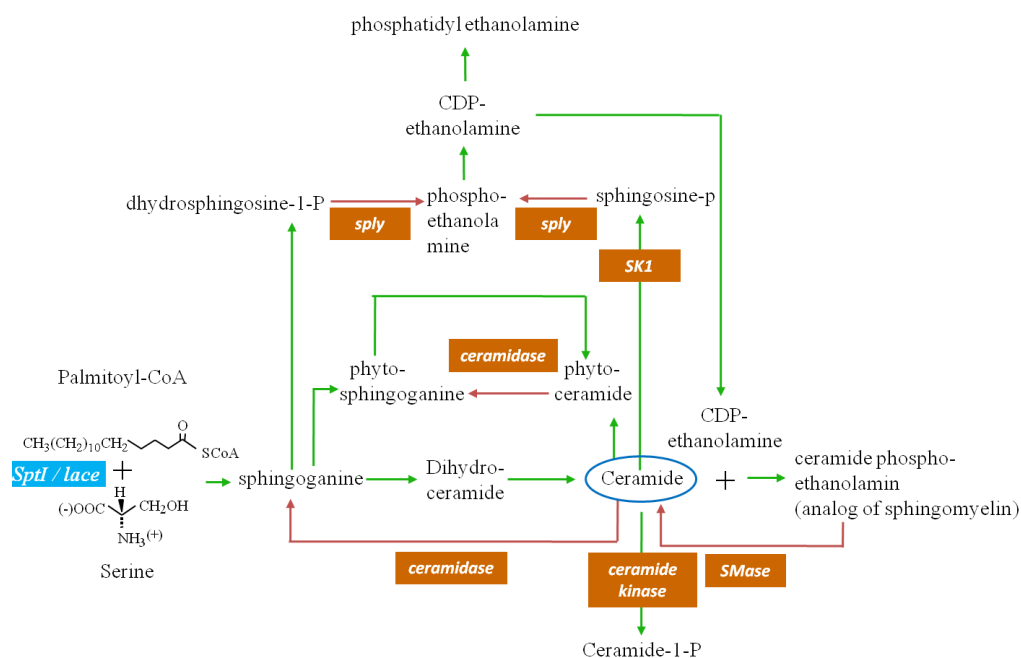 phosphatidyl ethanolamine
CDP-
ethanolamine
dhydrosphingosine-1-P
phospho-
ethanola
mine
sphingosine-p
sply
sply
SK1
ceramidase
Palmitoyl-CoA
phyto-
sphingoganine
phyto-
ceramide
CDP-
ethanolamine
CH3(CH2)10CH2
O
SCoA
SptI / lace
+
H
(-)OOC
CH2OH
NH3(+)
Serine
sphingoganine
Dihydro-
ceramide
Ceramide
+
ceramide phospho-
ethanolamin
(analog of sphingomyelin)
ceramidase
ceramide
kinase
SMase
Ceramide-1-P